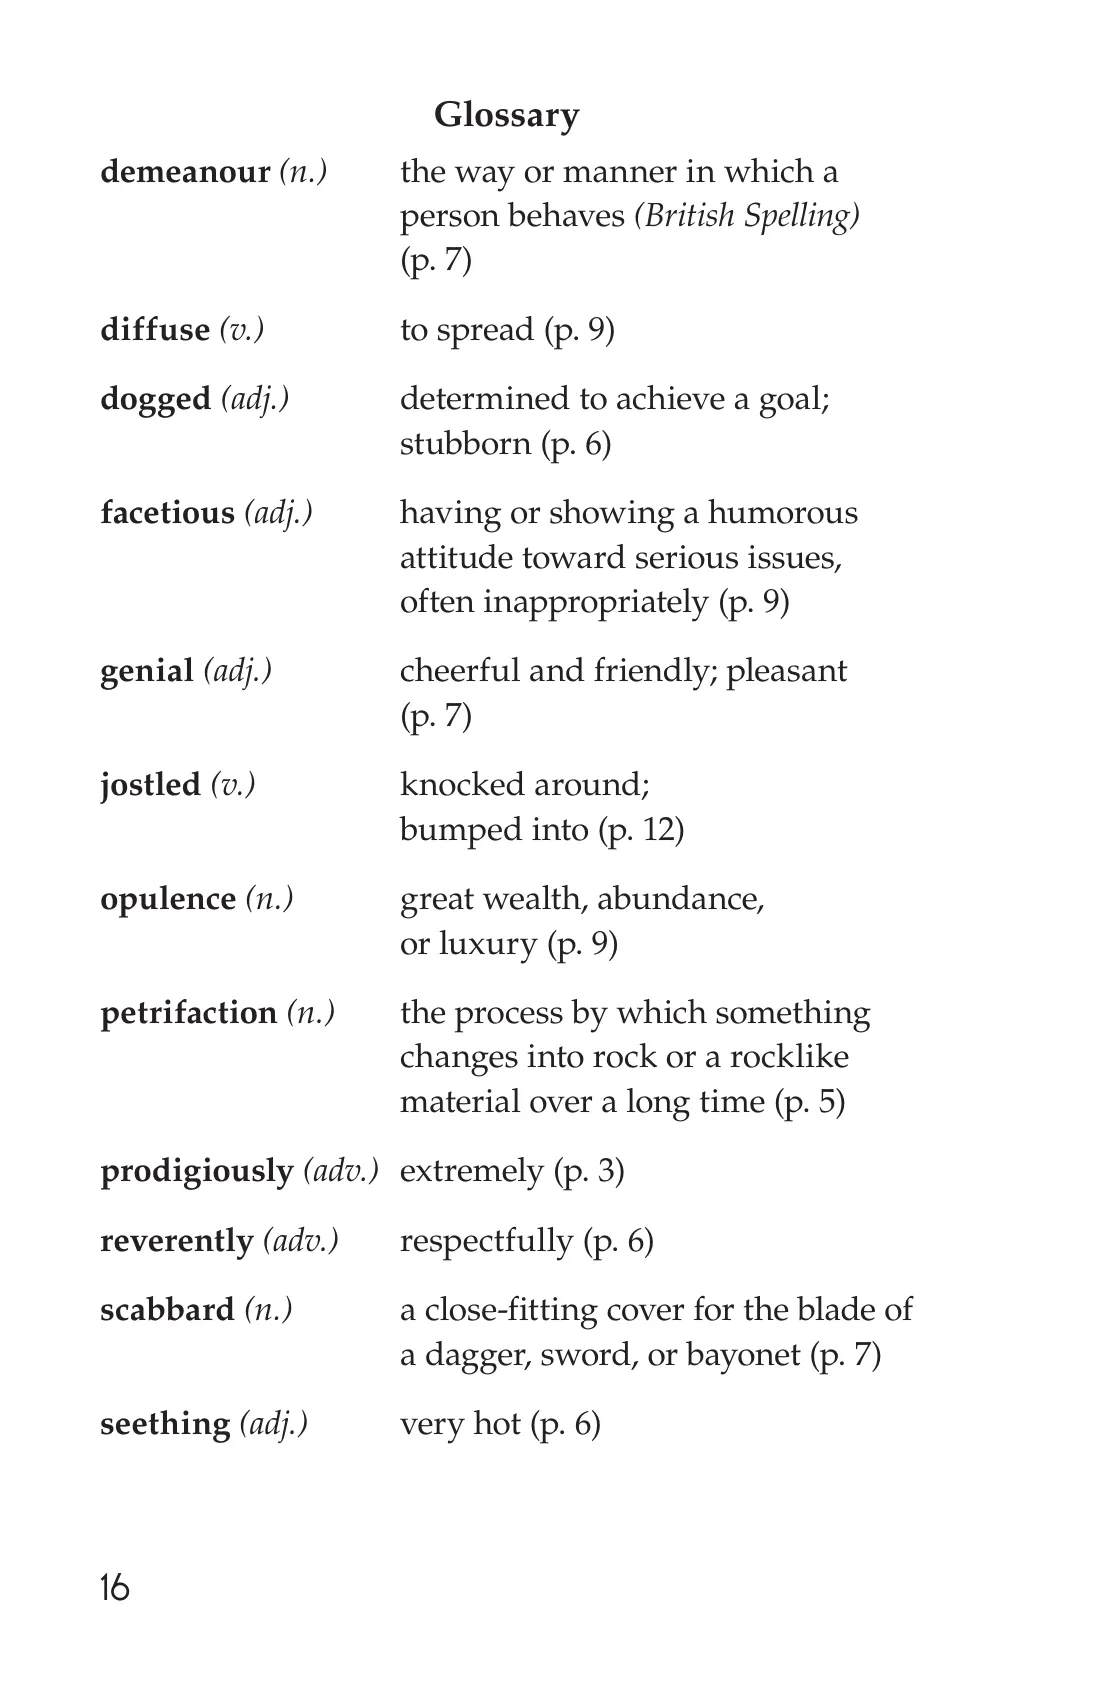 Glossary
demeanour (n.) the way or manner in which a
person behaves (British Spelling)
(p. 7)
diffuse (v.) to spread (p. 9)
dogged (adj.) determined to achieve a goal;
stubborn (p. 6)
facetious (adj.) having or showing a humorous
attitude toward serious issues,
often inappropriately (p. 9)
genial (adj.) cheerful and friendly; pleasant
(p. 7)
jostled (v.) knocked around;
bumped into (p. 12)
opulence (n.) great wealth, abundance,
or luxury (p. 9)
petrifaction (n.) the process by which something
changes into rock or a rocklike
material over a long time (p. 5)
prodigiously (adv.) extremely (p. 3)
reverently (adv.) respectfully (p. 6)
scabbard (n.) a close-fitting cover for the blade of
a dagger, sword, or bayonet (p. 7)
seething (adj.) very hot (p. 6)
16